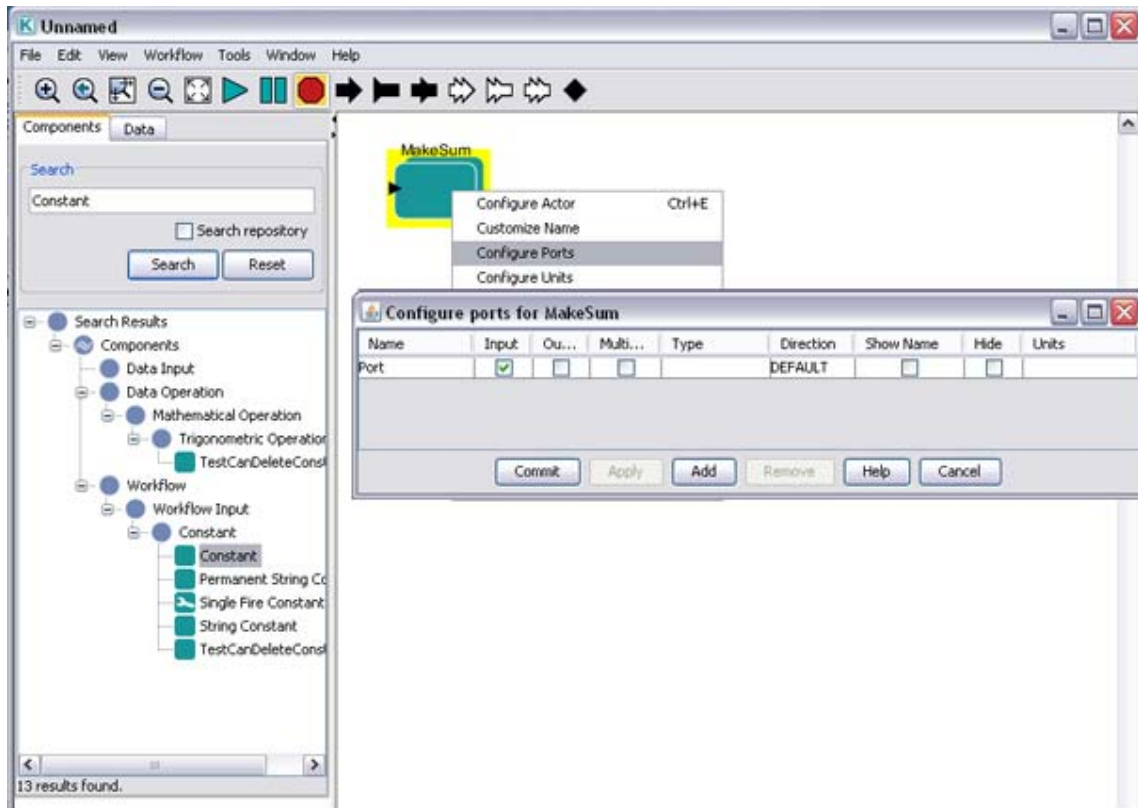 Unnamed
File Edit View Workflow Tools Window Help
Components Data
Search
Constant
Search repository
Search Reset
Search Results
Components
Data Input
Data Operation
Mathematical Operation
Trigonometric Operation
TestCanDeleteConst
Workflow
Workflow Input
Constant
Constant
Permanent String Co
Single Fire Constant
String Constant
TestCanDeleteConst
13 results found.
MakeSum
Configure Actor Ctrl+E
Customize Name
Configure Ports
Configure Units
Configure ports for MakeSum
Name Input Ou... Multi... Type Direction Show Name Hide Units
Port DEFAULT
Commit Apply Add Remove Help Cancel